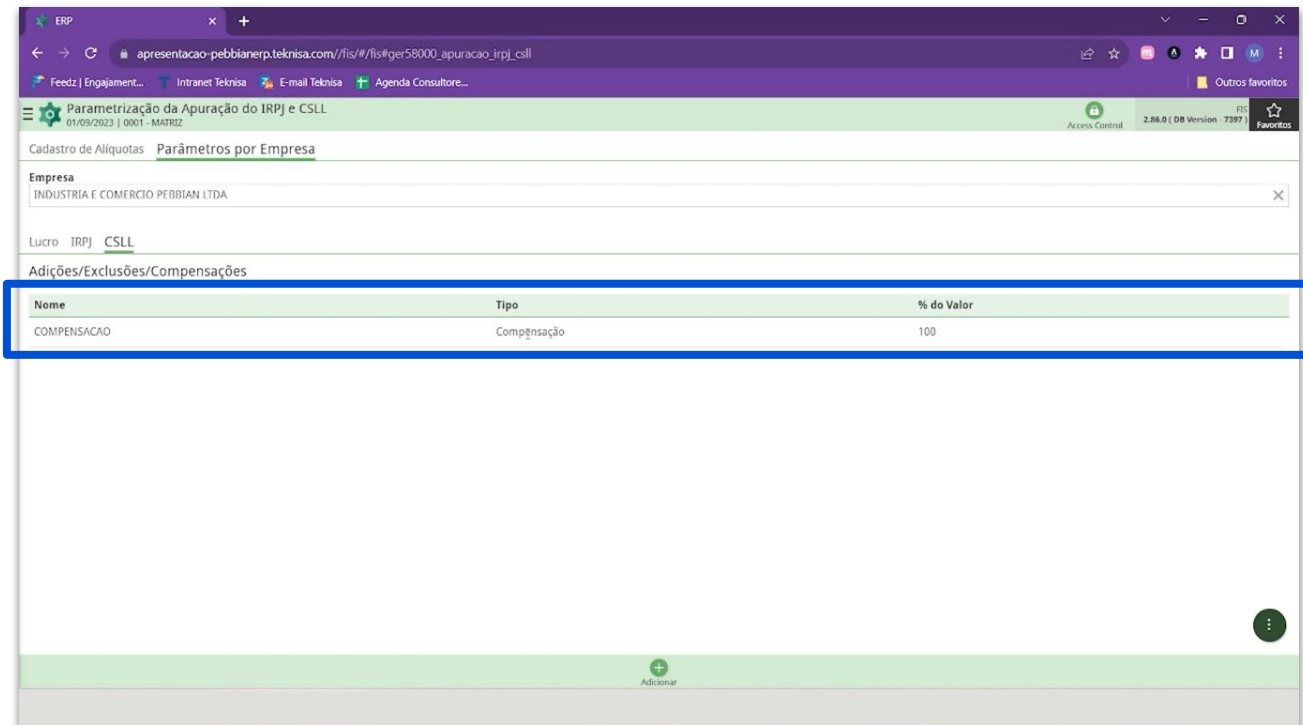 ERP
apresentacao-pebbianerp.teknisa.com//fis/#/fis#ger58000_apuracao_irpj_csll
M
Feedz | Engajament... Intranet Teknisa E-mail Teknisa Agenda Consultore... Outros favoritos
Parametrização da Apuração do IRPJ e CSLL
01/09/2023 | 0001 - MATRIZ
Access Control
FIS
2.86.0 ( DB Version - 7397 )
Favoritos
Cadastro de Alíquotas Parâmetros por Empresa
Empresa
INDUSTRIA E COMERCIO PEBBIAN LTDA
Lucro IRPJ CSLL
Adições/Exclusões/Compensações
Nome Tipo % do Valor
COMPENSACAO Compensação 100
Adicionar